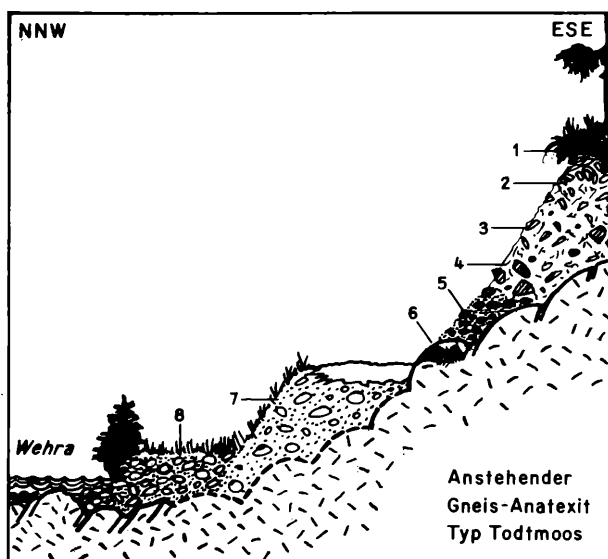 NNW
ESE
1
2
3
4
5
6
7
8
Wehra
Anstehender
Gneis-Anatexit
Typ Todtmoos